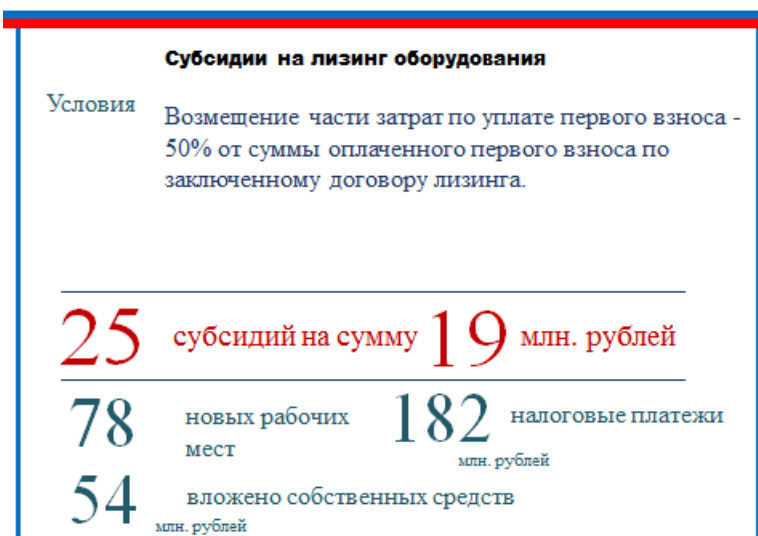 Субсидии на лизинг оборудования
Условия
Возмещение части затрат по уплате первого взноса -
50% от суммы оплаченного первого взноса по
заключенному договору лизинга.
25 субсидий на сумму 19 млн. рублей
78 новых рабочих
мест
182 налоговые платежи
млн. рублей
54 вложено собственных средств
млн. рублей